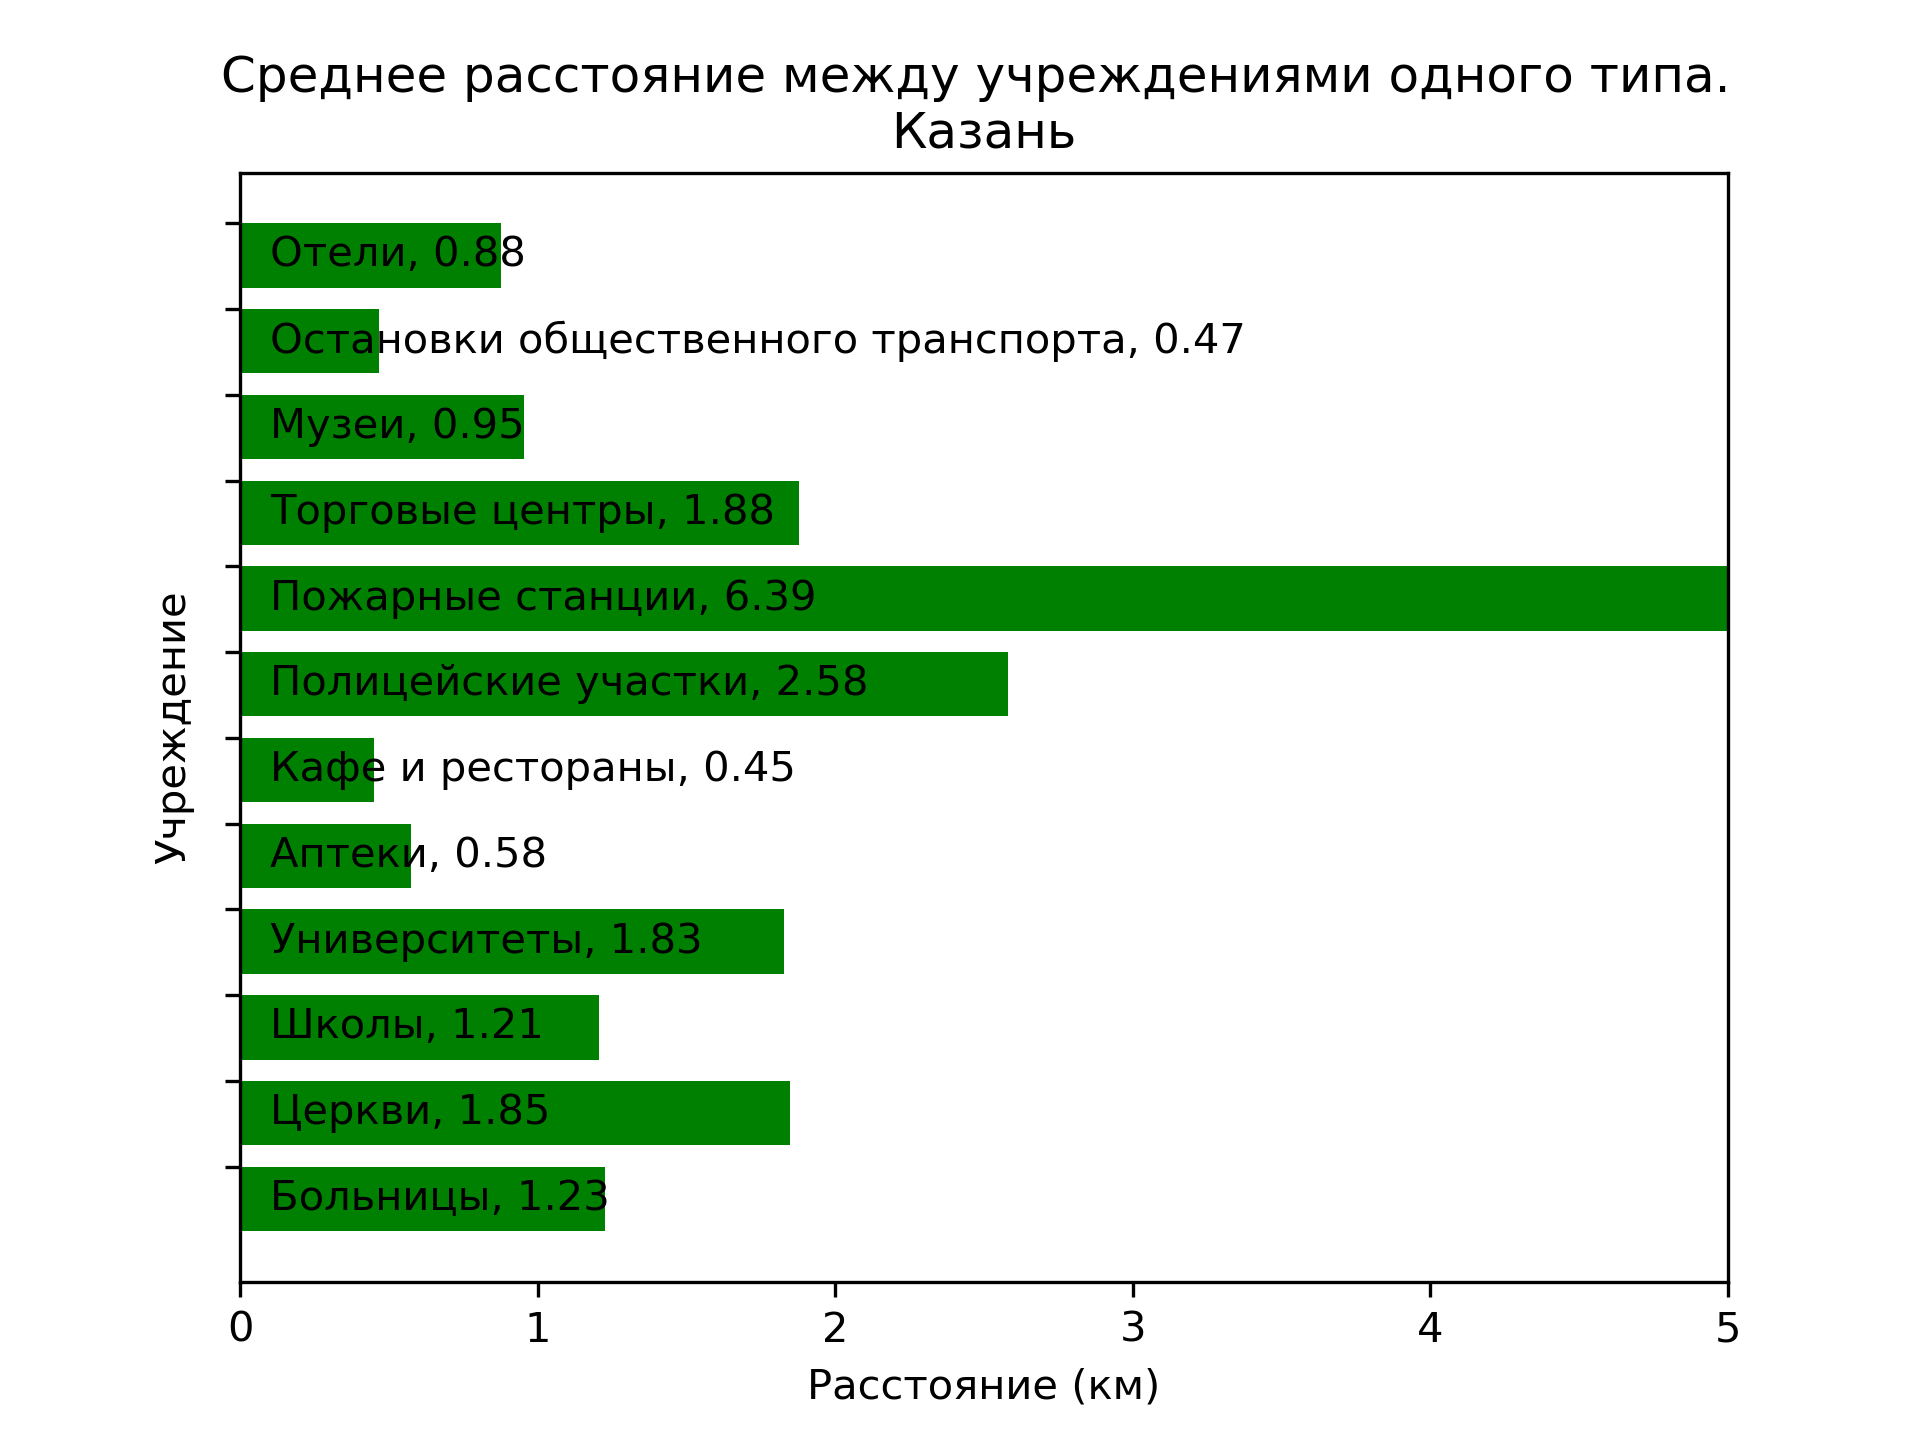 Среднее расстояние между учреждениями одного типа.
Казань
Отели, 0.88
Остановки общественного транспорта, 0.47
Музеи, 0.95
Торговые центры, 1.88
Пожарные станции, 6.39
Полицейские участки, 2.58
Кафе и рестораны, 0.45
Аптеки, 0.58
Университеты, 1.83
Школы, 1.21
Церкви, 1.85
Больницы, 1.23
Учреждение
0 1 2 3 4 5
Расстояние (км)